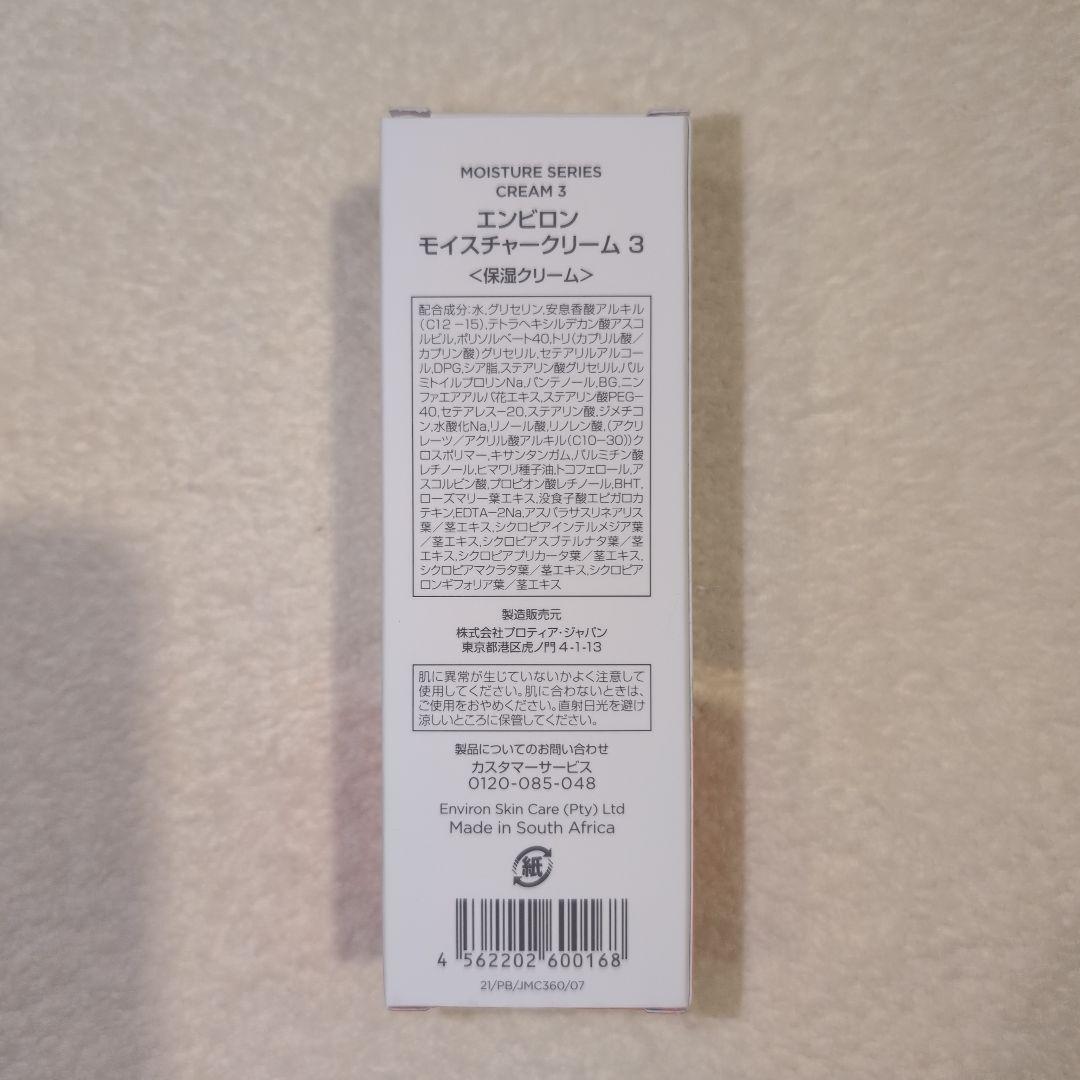 MOISTURE SERIES
CREAM 3
エンビロン
モイスチャークリーム 3
＜保湿クリーム＞
配合成分：水,グリセリン,安息香酸アルキル
（C12－15）,テトラヘキシルデカン酸アスコ
ルビル,ポリソルベート40,トリ（カプリル酸／
カプリン酸）グリセリル,セテアリルアルコー
ル,DPG,シア脂,ステアリン酸グリセリル,パル
ミトイルプロリンNa,パンテノール,BG,ニン
ファエアアルバ花エキス,ステアリン酸PEG－
40,セテアレス－20,ステアリン酸,ジメチコ
ン,水酸化Na,リノール酸,リノレン酸,（アクリ
レーツ／アクリル酸アルキル（C10－30））ク
ロスポリマー,キサンタンガム,パルミチン酸
レチノール,ヒマワリ種子油,トコフェロール,ア
スコルビン酸,プロピオン酸レチノール,BHT,
ローズマリー葉エキス,没食子酸エピガロカ
テキン,EDTA－2Na,アスパラサスリネアリス
葉／茎エキス,シクロピアインテルメジア葉
／茎エキス,シクロピアスブテルナタ葉／茎
エキス,シクロピアプリカータ葉／茎エキス,
シクロピアマクラタ葉／茎エキス,シクロピア
ロンギフォリア葉／茎エキス
製造販売元
株式会社プロティア・ジャパン
東京都港区虎ノ門 4-1-13
肌に異常が生じていないかよく注意して
使用してください。肌に合わないときは、
ご使用をおやめください。直射日光を避け
涼しいところに保管してください。
製品についてのお問い合わせ
カスタマーサービス
0120-085-048
Environ Skin Care (Pty) Ltd
Made in South Africa
紙
4 562202 600168
21/PB/JMC360/07